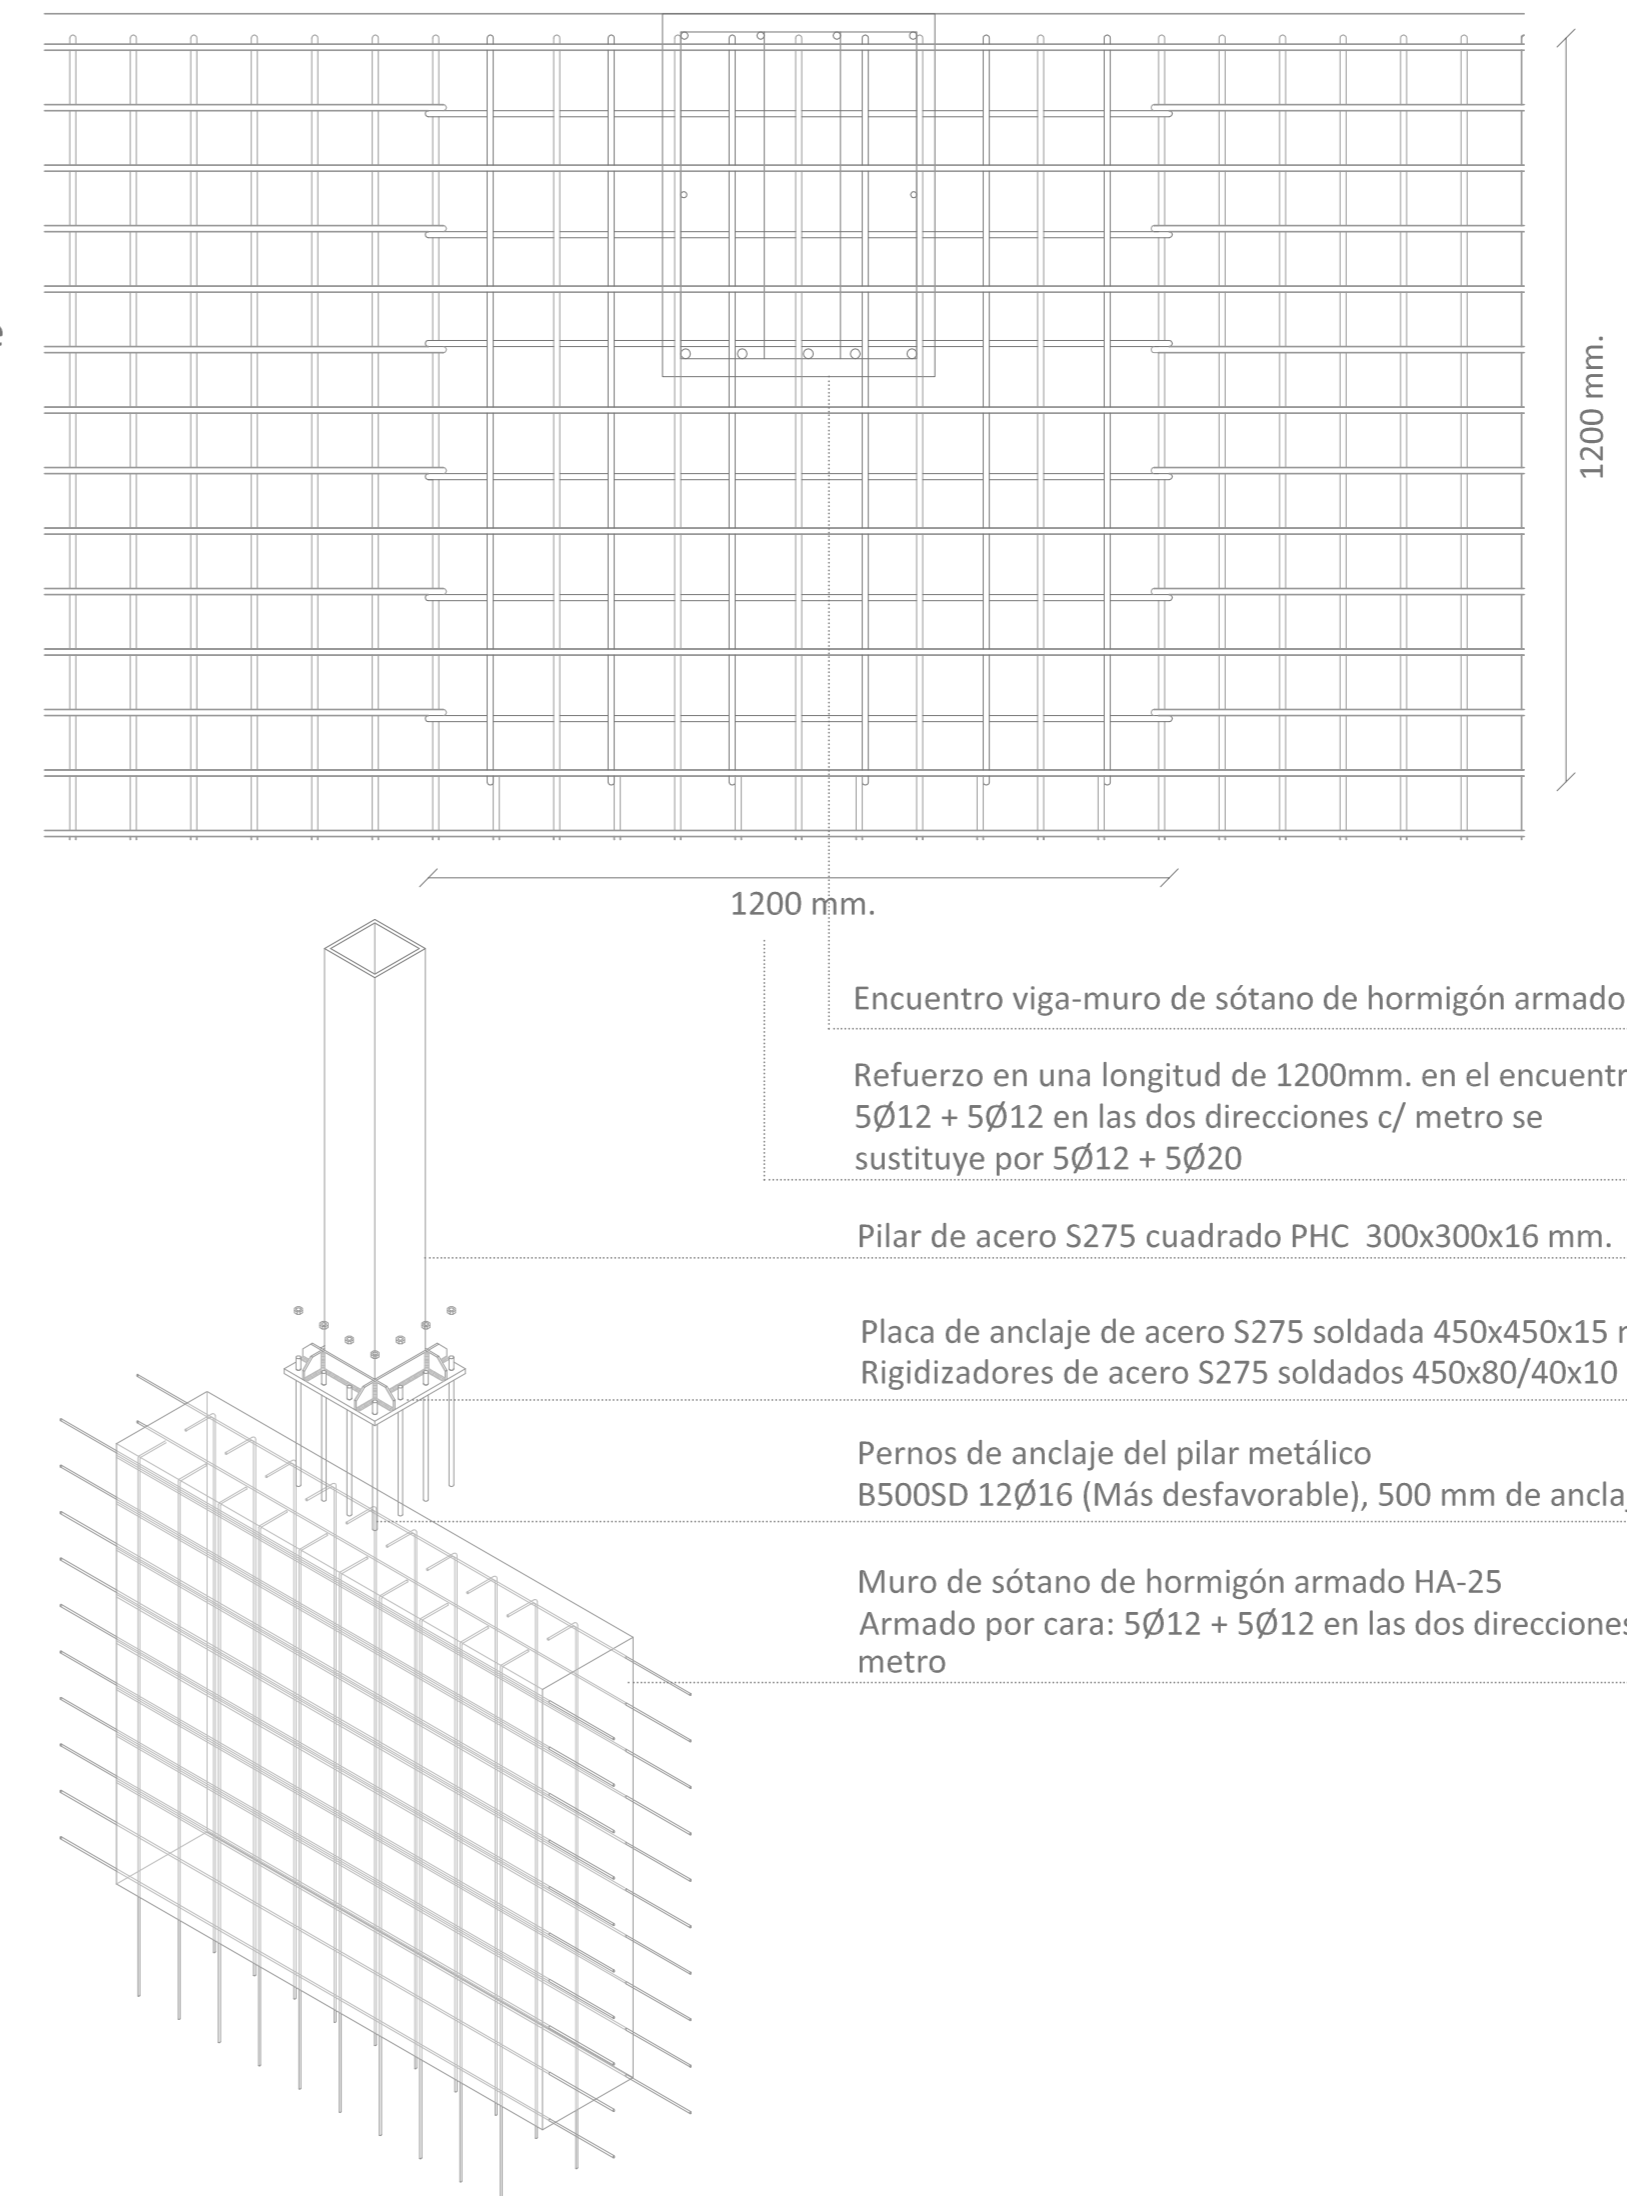 1200 mm.
1200 mm.
Encuentro viga-muro de sótano de hormigón armado
Refuerzo en una longitud de 1200mm. en el
5Ø12 + 5Ø12 en las dos direcciones c/ metro se
sustituye por 5Ø12 + 5Ø20
Pilar de acero S275 cuadrado PHC 300x300x16 mm.
Placa de anclaje de acero S275 soldada 450x450x15
Rigidizadores de acero S275 soldados 450x80/40x10
Pernos de anclaje del pilar metálico
B500SD 12Ø16 (Más desfavorable), 500 mm de
Muro de sótano de hormigón armado HA-25
Armado por cara: 5Ø12 + 5Ø12 en las dos direcciones
metro